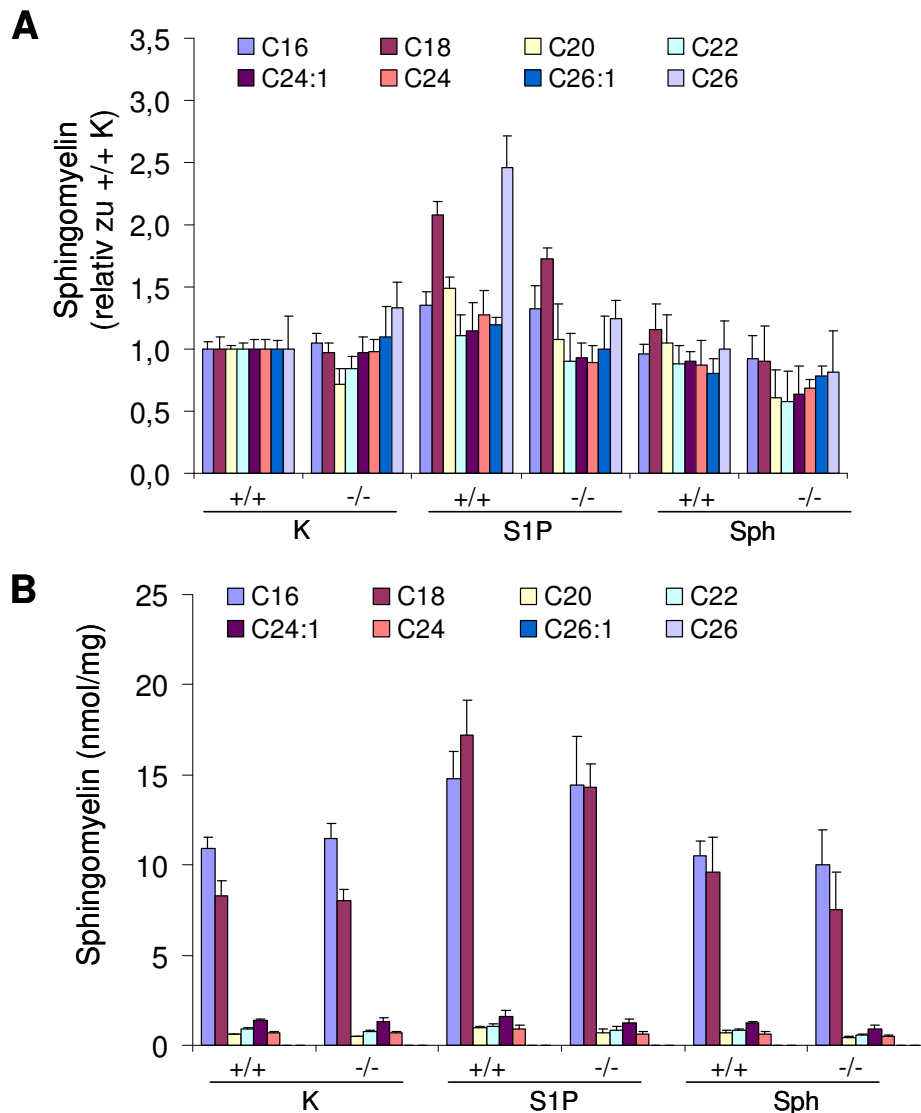 A
Sphingomyelin
(relativ zu +/+ K)
3,5
3,0
2,5
2,0
1,5
1,0
0,5
0,0
C16 C18 C20 C22
C24:1 C24 C26:1 C26
+/+ -/- +/+ -/- +/+ -/-
K S1P Sph
B
Sphingomyelin (nmol/mg)
25
20
15
10
5
0
C16 C18 C20 C22
C24:1 C24 C26:1 C26
+/+ -/- +/+ -/- +/+ -/-
K S1P Sph